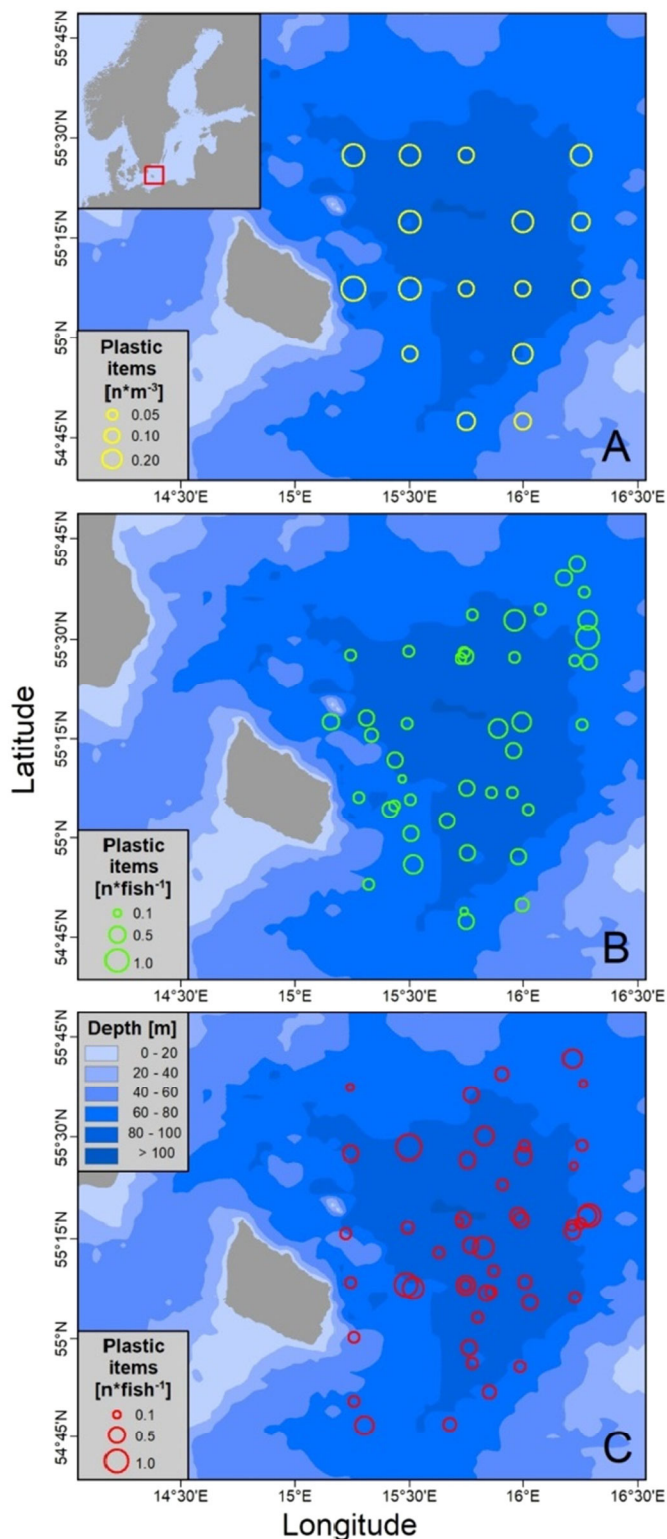 55°45'N
55°30'N
55°15'N
55°N
54°45'N
Plastic
items
[n*m⁻³]
0.05
0.10
0.20
A
14°30'E
15°E
15°30'E
16°E
16°30'E
Latitude
55°45'N
55°30'N
55°15'N
55°N
54°45'N
Plastic
items
[n*fish⁻¹]
0.1
0.5
1.0
B
14°30'E
15°E
15°30'E
16°E
16°30'E
55°45'N
55°30'N
55°15'N
55°N
54°45'N
Depth [m]
0 - 20
20 - 40
40 - 60
60 - 80
80 - 100
> 100
Plastic
items
[n*fish⁻¹]
0.1
0.5
1.0
C
14°30'E
15°E
15°30'E
16°E
16°30'E
Longitude